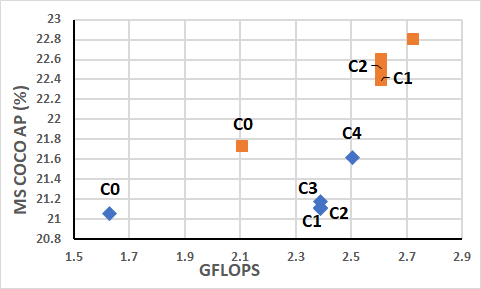 MS COCO AP (%)
23
22.8
22.6
22.4
22.2
22
21.8
21.6
21.4
21.2
21
20.8
C2
C1
C0
C4
C0
C3
C2
C1
1.5 1.7 1.9 2.1 2.3 2.5 2.7 2.9
GFLOPS